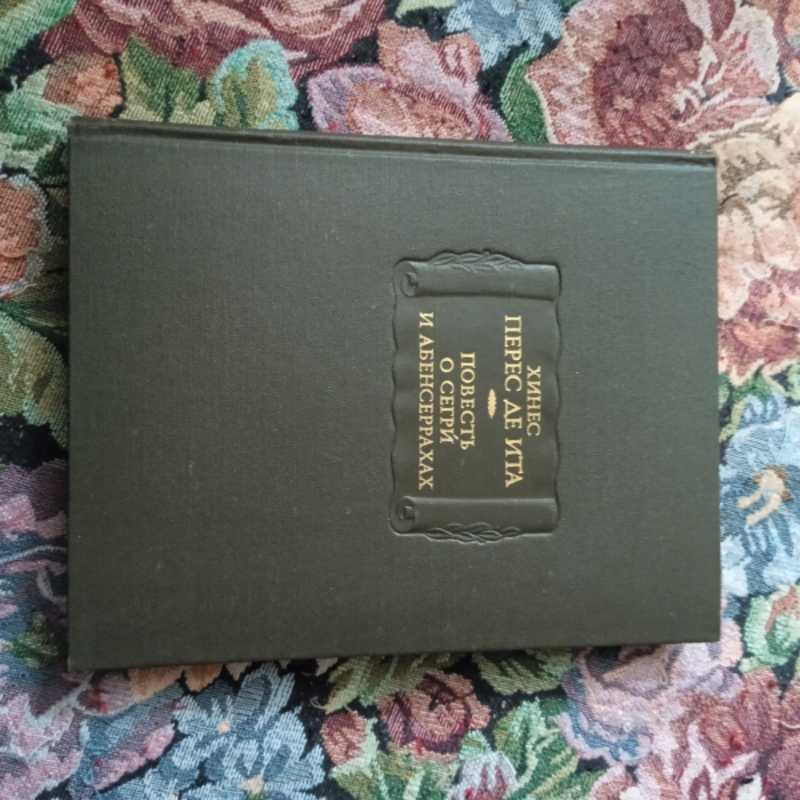 ХИНЕС
ПЕРЕС ДЕ ИТА
ПОВЕСТЬ
О СЕГРИ́
И АБЕНСЕРРАХАХ